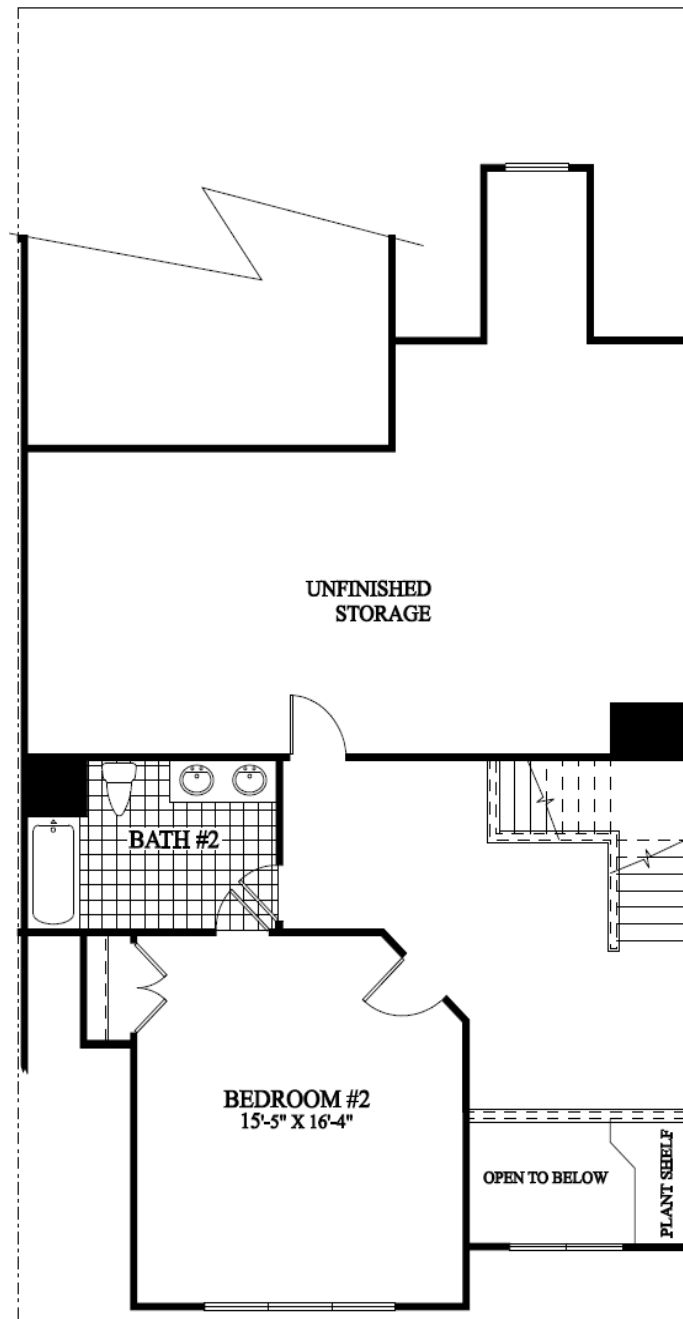 UNFINISHED
STORAGE
BATH #2
BEDROOM #2
15'-5" X 16'-4"
OPEN TO BELOW
PLANT SHELF